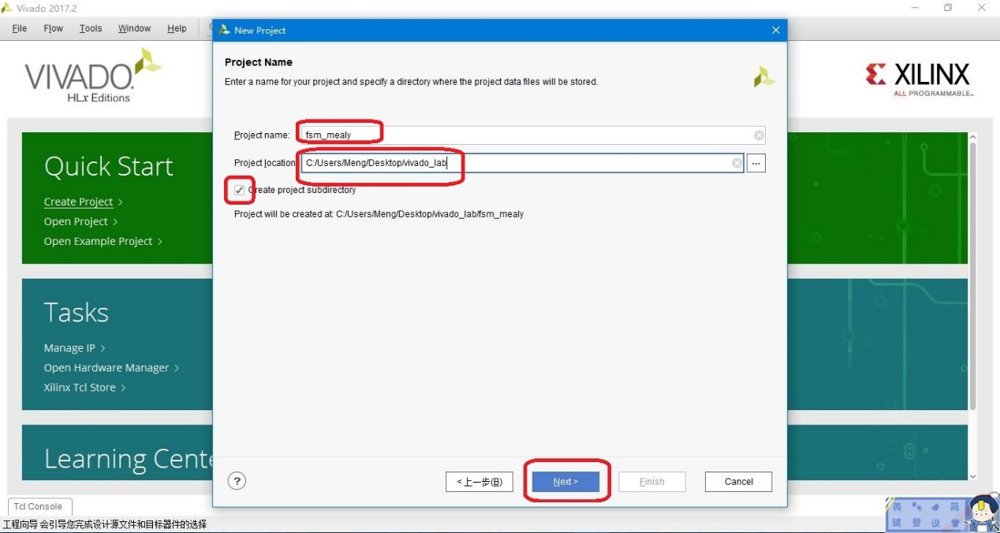 Vivado 2017.2
File Flow Tools Window Help
VIVADO.
HLx Editions
XILINX
ALL PROGRAMMABLE.
New Project
Project Name
Enter a name for your project and specify a directory where the project data files will be stored.
Project name: fsm_mealy
Project location: C:/Users/Meng/Desktop/vivado_lab
Create project subdirectory
Project will be created at: C:/Users/Meng/Desktop/vivado_lab/fsm_mealy
Quick Start
Create Project >
Open Project >
Open Example Project >
Tasks
Manage IP >
Open Hardware Manager >
Xilinx Tcl Store >
Learning Cente
? <上一步(B) Next > Finish Cancel
Tcl Console
工程向导 会引导您完成设计源文件和目标器件的选择
英 简
键 登 设